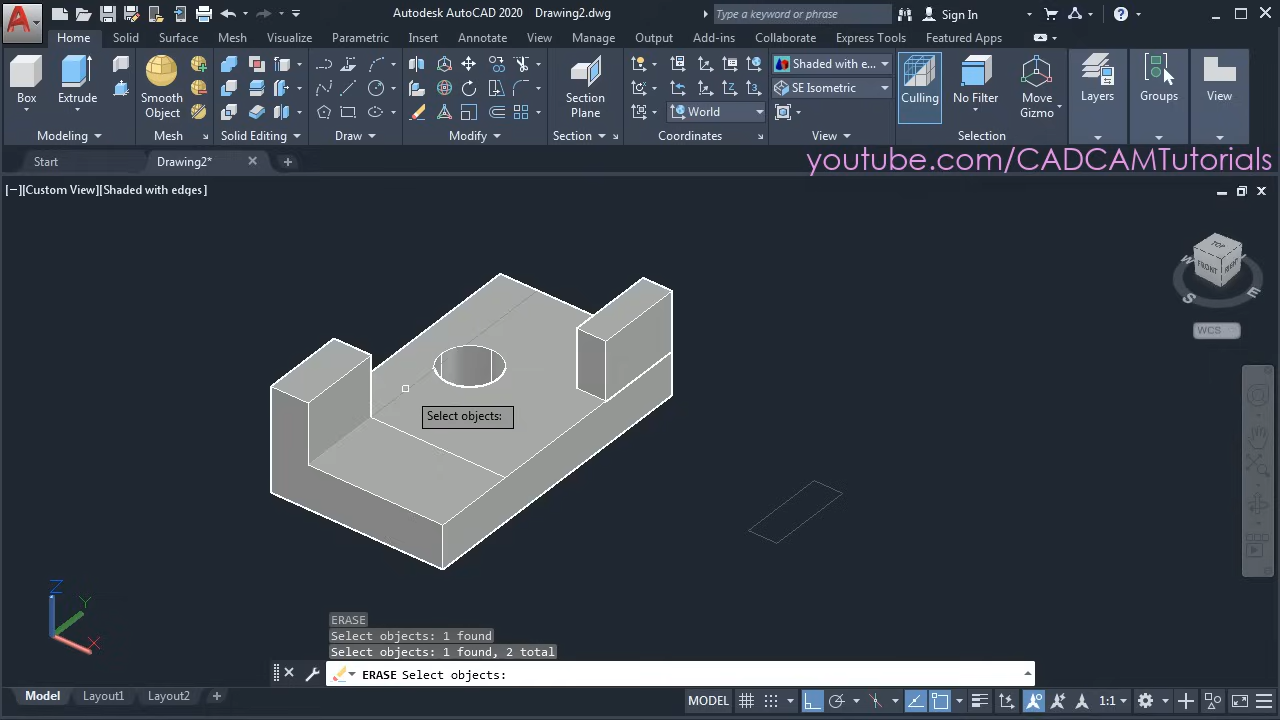 Autodesk AutoCAD 2020 Drawing2.dwg
Type a keyword or phrase
Sign In
Home Solid Surface Mesh Visualize Parametric Insert Annotate View Manage Output Add-ins Collaborate Express Tools Featured Apps
Box
Extrude
Smooth
Object
Section
Plane
Shaded with e...
SE Isometric
World
Culling
No Filter
Move
Gizmo
Layers
Groups
View
Modeling
Mesh
Solid Editing
Draw
Modify
Section
Coordinates
View
Selection
Start
Drawing2*
youtube.com/CADCAMTutorials
[–][Custom View][Shaded with edges]
TOP
FRONT
RIGHT
W
S
E
WCS
Select objects:
Z
Y
X
ERASE
Select objects: 1 found
Select objects: 1 found, 2 total
ERASE Select objects:
Model Layout1 Layout2
MODEL
1:1